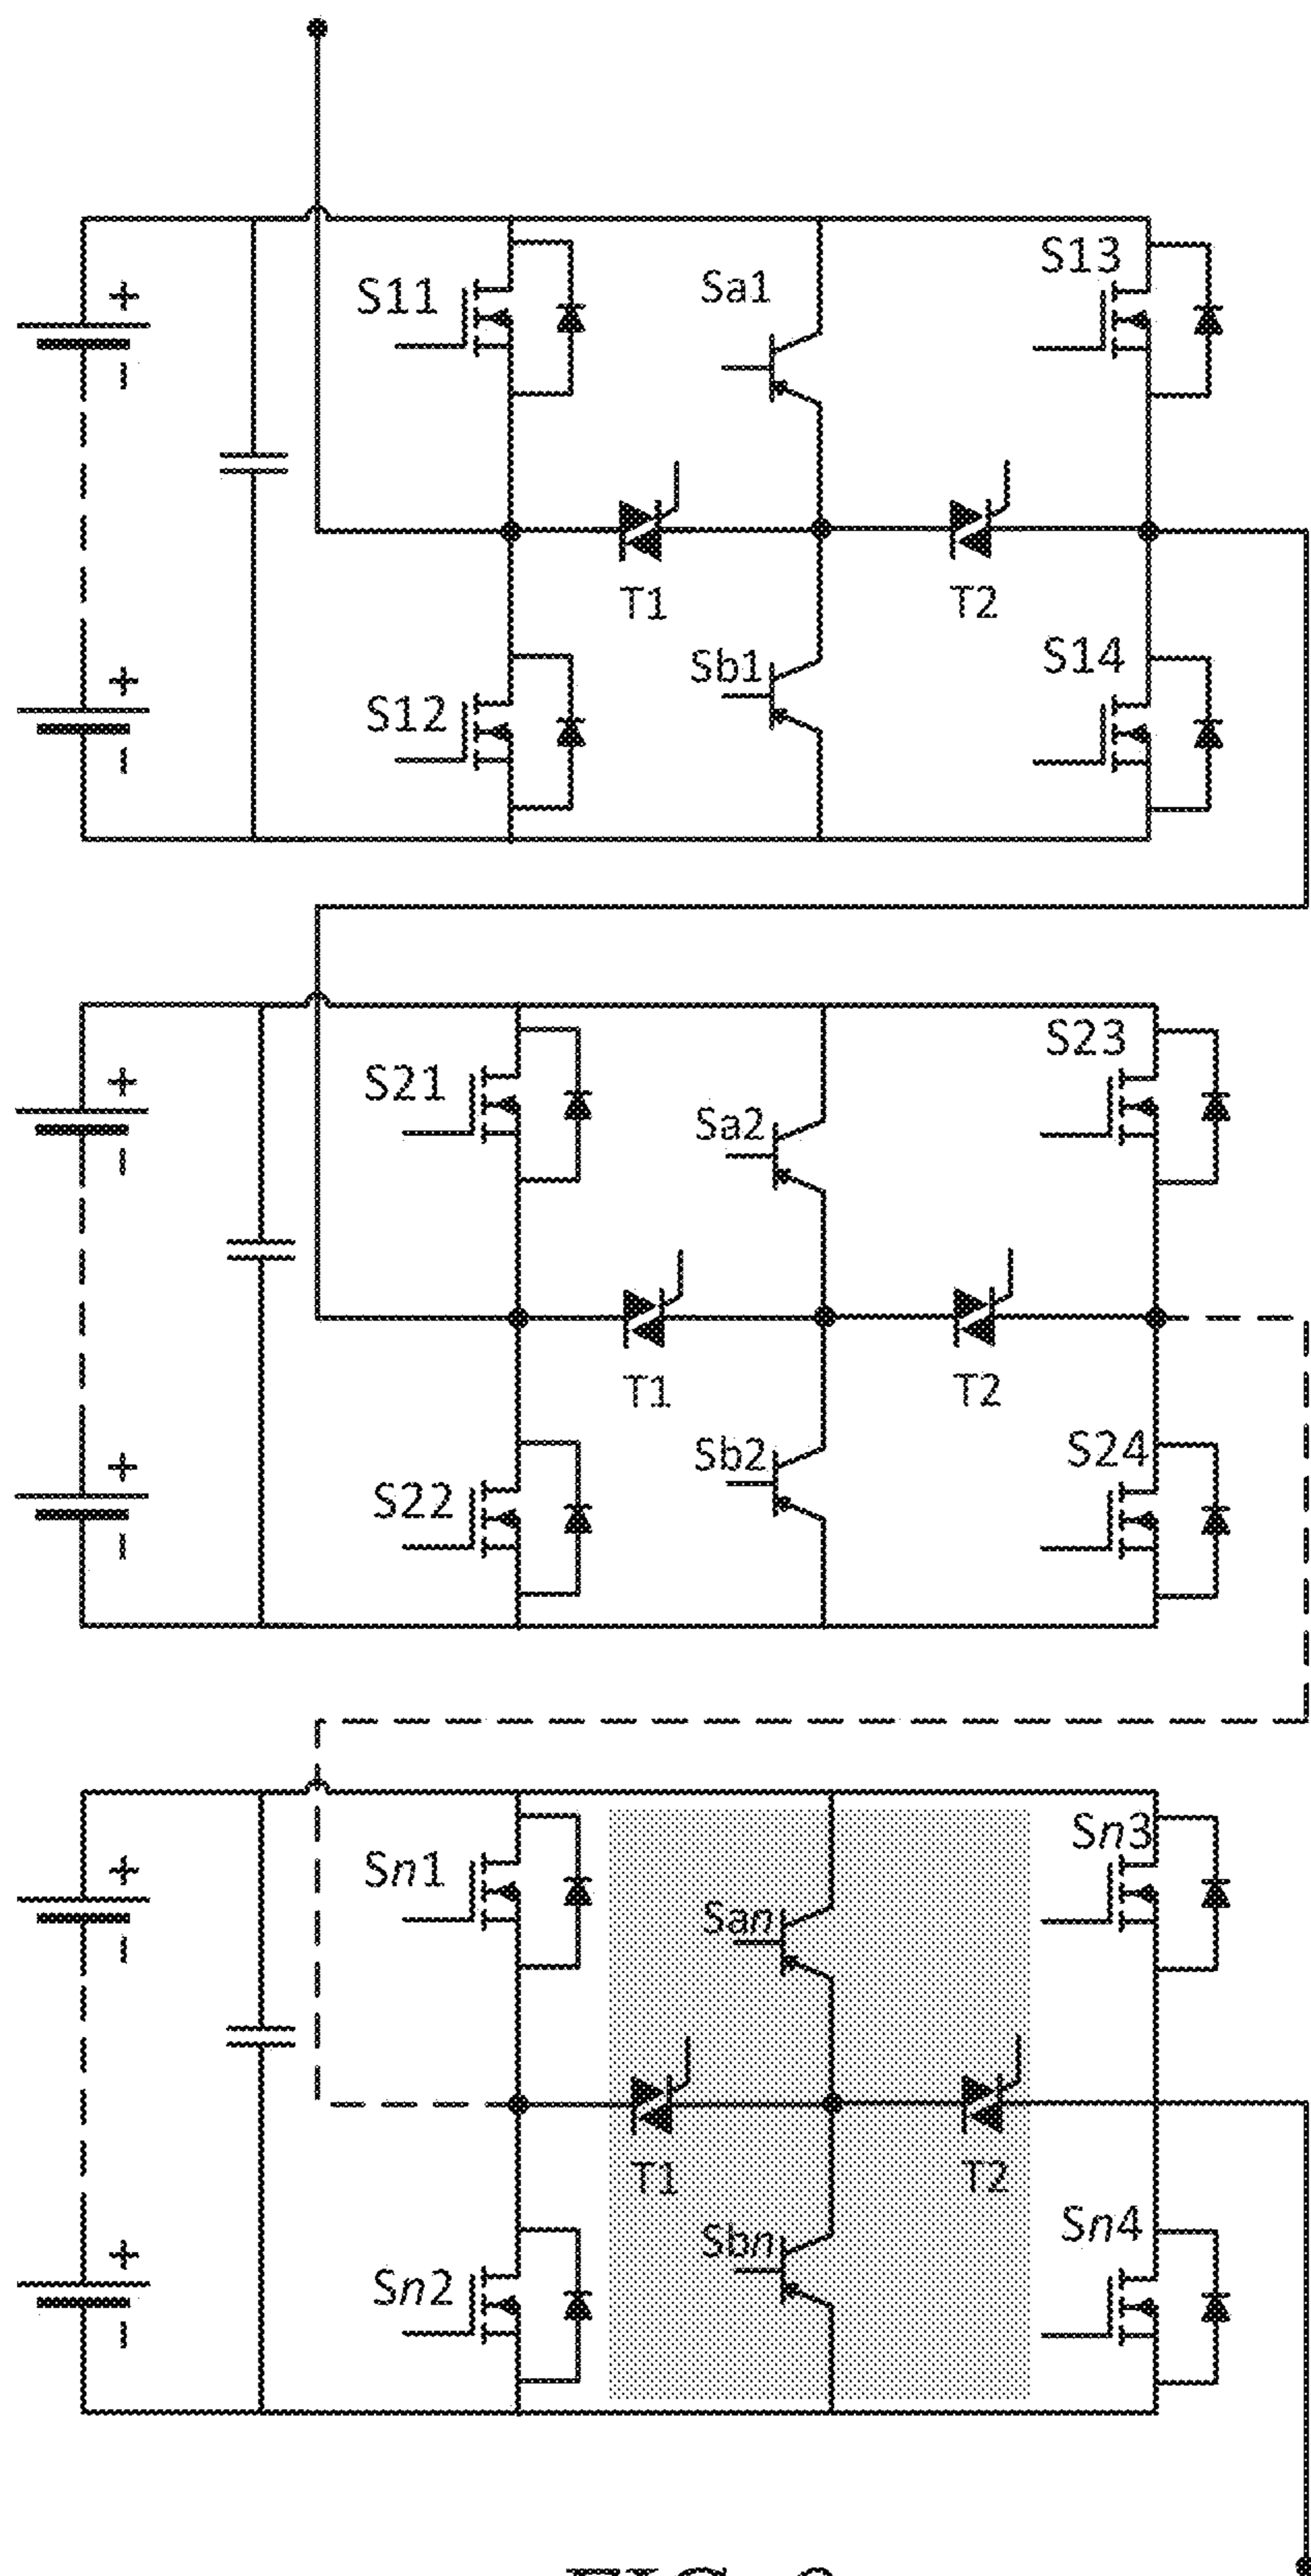 S11
Sa1
S13
+
-
T1
T2
+
-
S12
Sb1
S14
S21
Sa2
S23
+
-
T1
T2
+
-
S22
Sb2
S24
Sn1
San
Sn3
+
-
T1
T2
+
-
Sn2
Sbn
Sn4